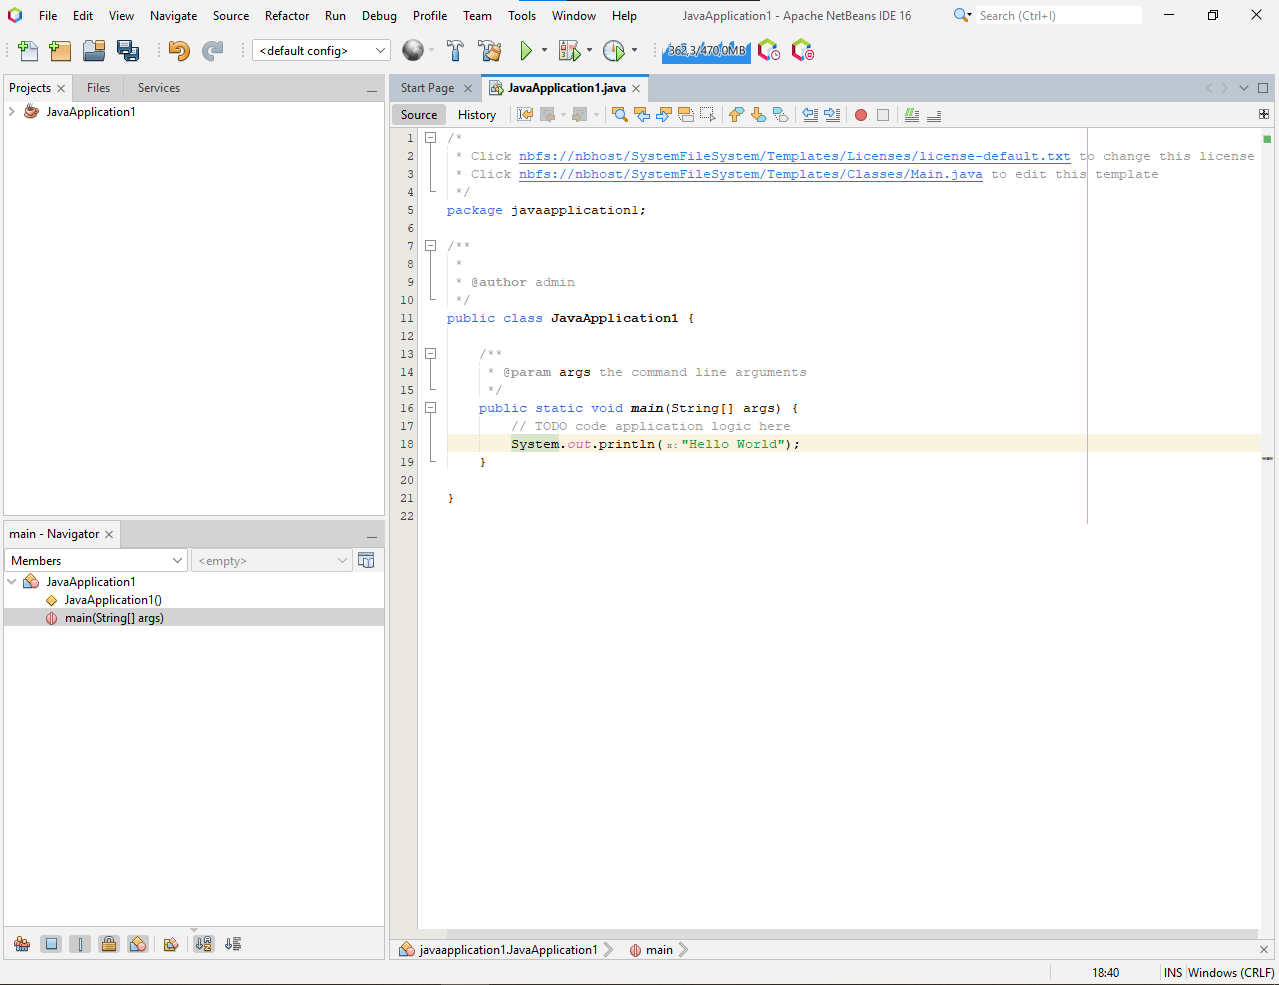 File Edit View Navigate Source Refactor Run Debug Profile Team Tools Window Help JavaApplication1 - Apache NetBeans IDE 16 Search (Ctrl+I)
<default config> 362,3/470,0MB
Projects Files Services
JavaApplication1
Start Page JavaApplication1.java
Source History
1 /*
2 * Click nbfs://nbhost/SystemFileSystem/Templates/Licenses/license-default.txt to change this license
3 * Click nbfs://nbhost/SystemFileSystem/Templates/Classes/Main.java to edit this template
4 */
5 package javaapplication1;
6
7 /**
8 *
9 * @author admin
10 */
11 public class JavaApplication1 {
12
13 /**
14 * @param args the command line arguments
15 */
16 public static void main(String[] args) {
17 // TODO code application logic here
18 System.out.println(x: "Hello World");
19 }
20
21 }
22
main - Navigator
Members <empty>
JavaApplication1
JavaApplication1()
main(String[] args)
javaapplication1.JavaApplication1 main
18:40 INS Windows (CRLF)